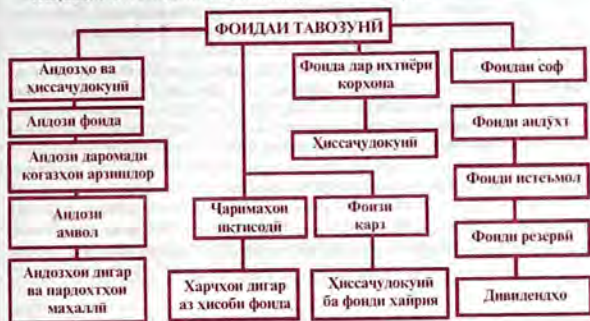 ФОИДАИ ТАВОЗУНӢ
Андозҳо ва
ҳиссаҷудокунӣ
Андози фоида
Андози даромади
коғазҳои арзишдор
Андози
амвол
Андозҳои дигар
ва пардохтҳои
маҳаллӣ
Ҷаримаҳои
иқтисодӣ
Харҷҳои дигар
аз ҳисоби фоида
Фоида дар ихтиёри
корхона
Ҳиссаҷудокунӣ
Фоизи
қарз
Ҳиссаҷудокунӣ
ба фонди хайрия
Фоидаи соф
Фонди андӯхт
Фонди истеъмол
Фонди резервӣ
Дивидендҳо